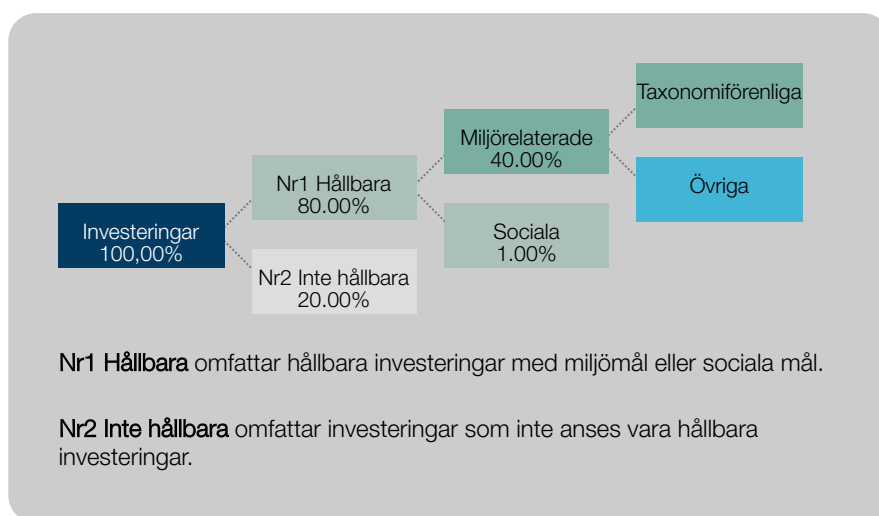 Taxonomiförenliga
Miljörelaterade
40.00%
Nr1 Hållbara
80.00%
Övriga
Investeringar
100,00%
Sociala
1.00%
Nr2 Inte hållbara
20.00%
Nr1 Hållbara omfattar hållbara investeringar med miljömål eller sociala mål.
Nr2 Inte hållbara omfattar investeringar som inte anses vara hållbara
investeringar.